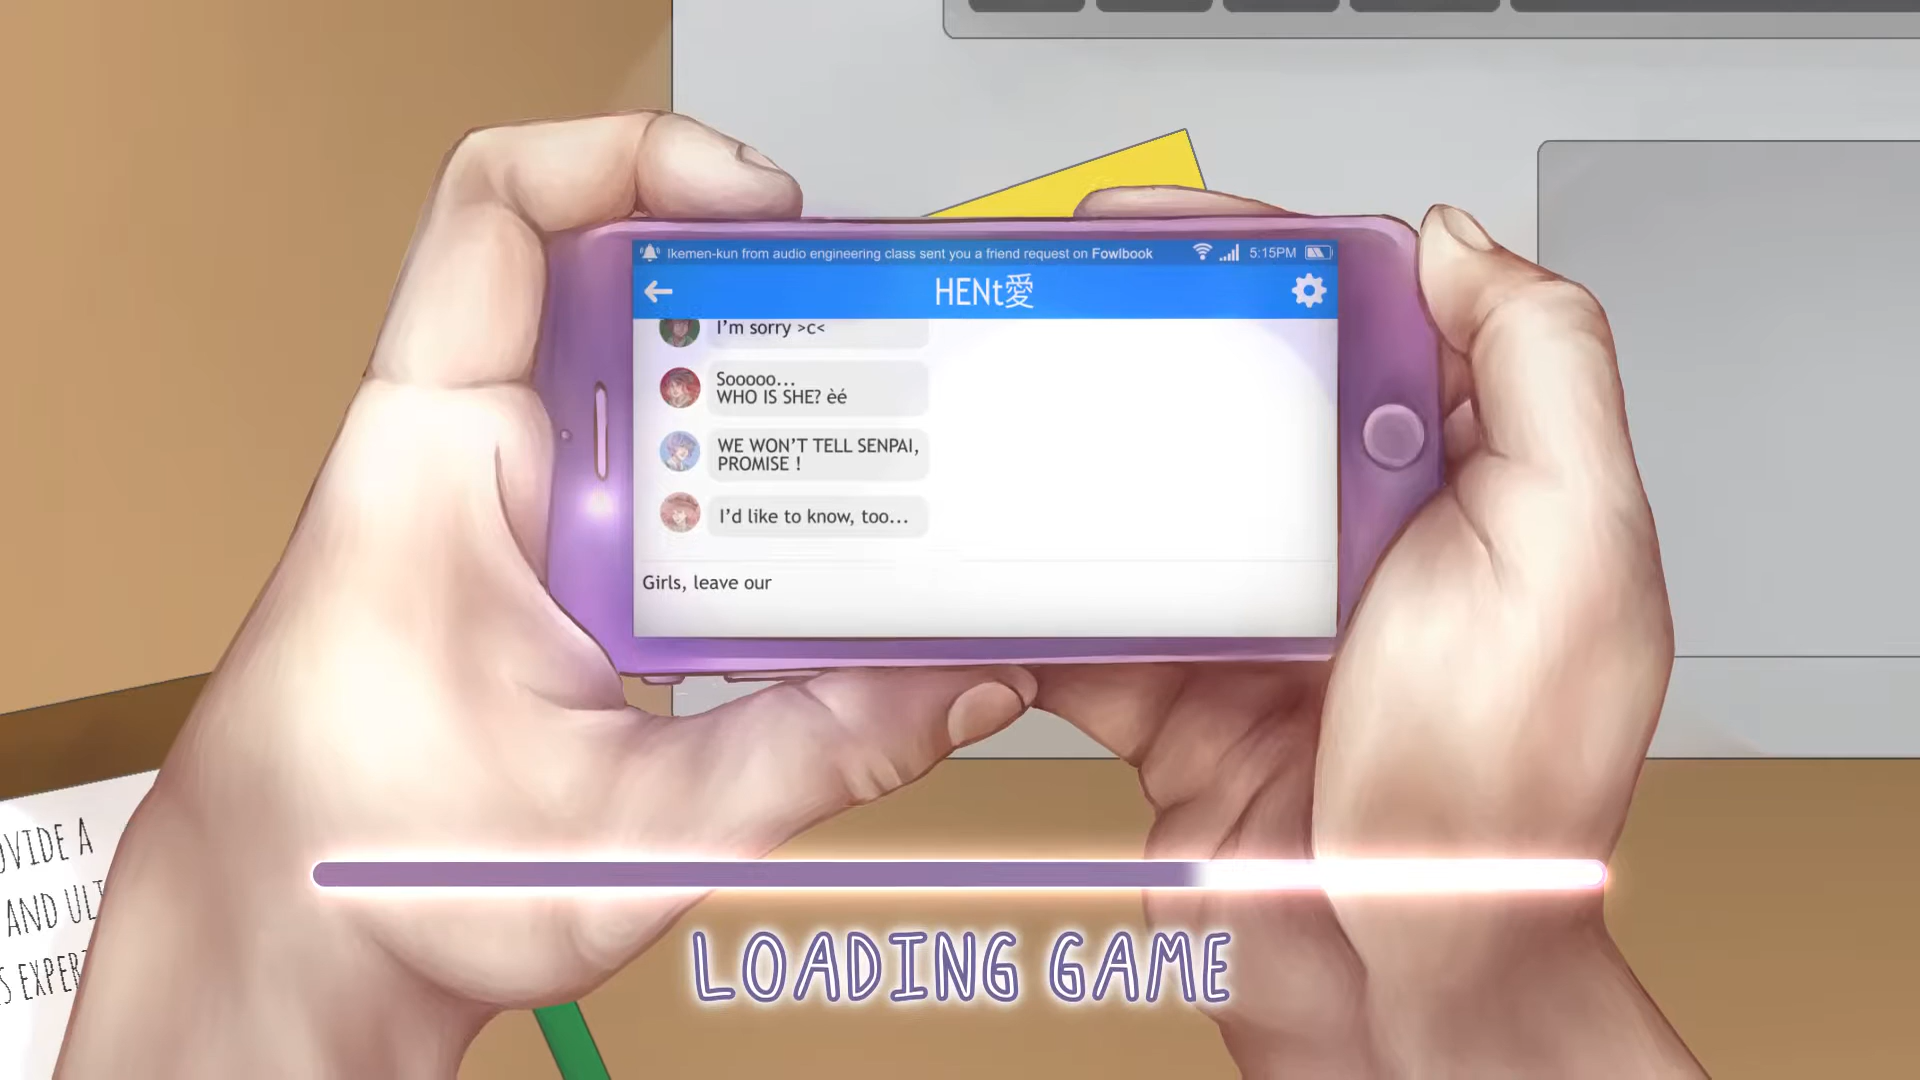 Ikemen-kun from audio engineering class sent you a friend request on Fowlbook
5:15PM
HENt愛
I'm sorry >c<
Sooooo...
WHO IS SHE? èé
WE WON'T TELL SENPAI,
PROMISE !
I'd like to know, too...
Girls, leave our
A
AND
LOADING GAME